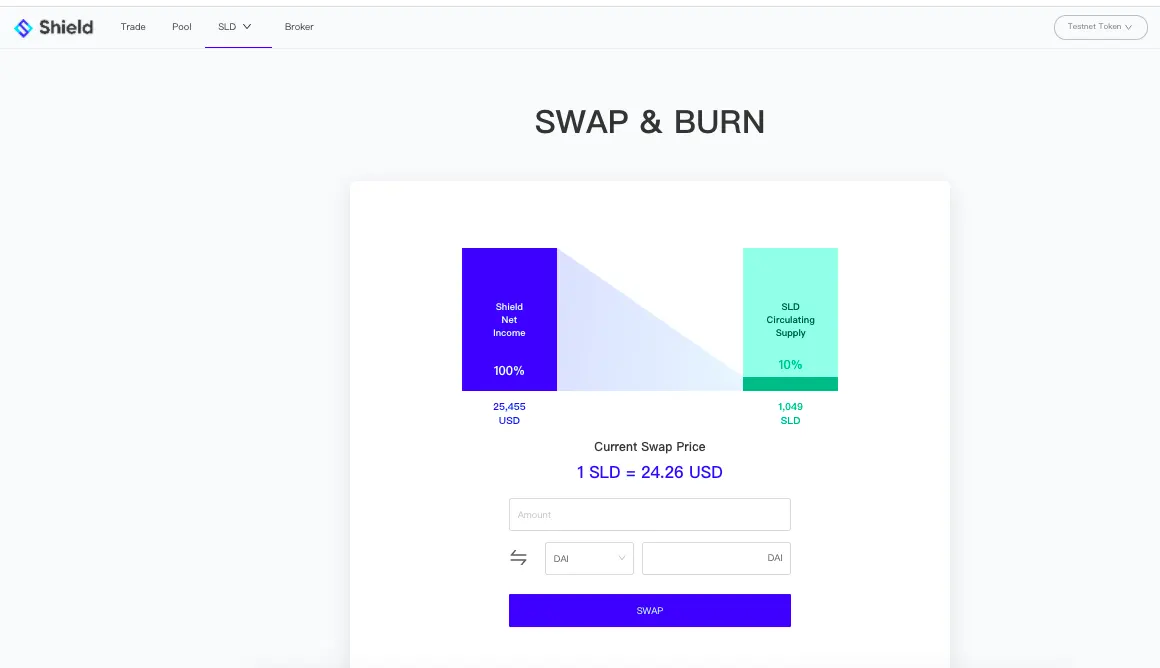 Shield Trade Pool SLD Broker Testnet Token
SWAP & BURN
Shield
Net
Income
100%
25,455
USD
SLD
Circulating
Supply
10%
1,049
SLD
Current Swap Price
1 SLD = 24.26 USD
Amount
DAI DAI
SWAP